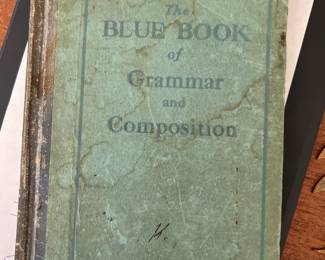 The
BLUE BOOK
of
Grammar
and
Composition